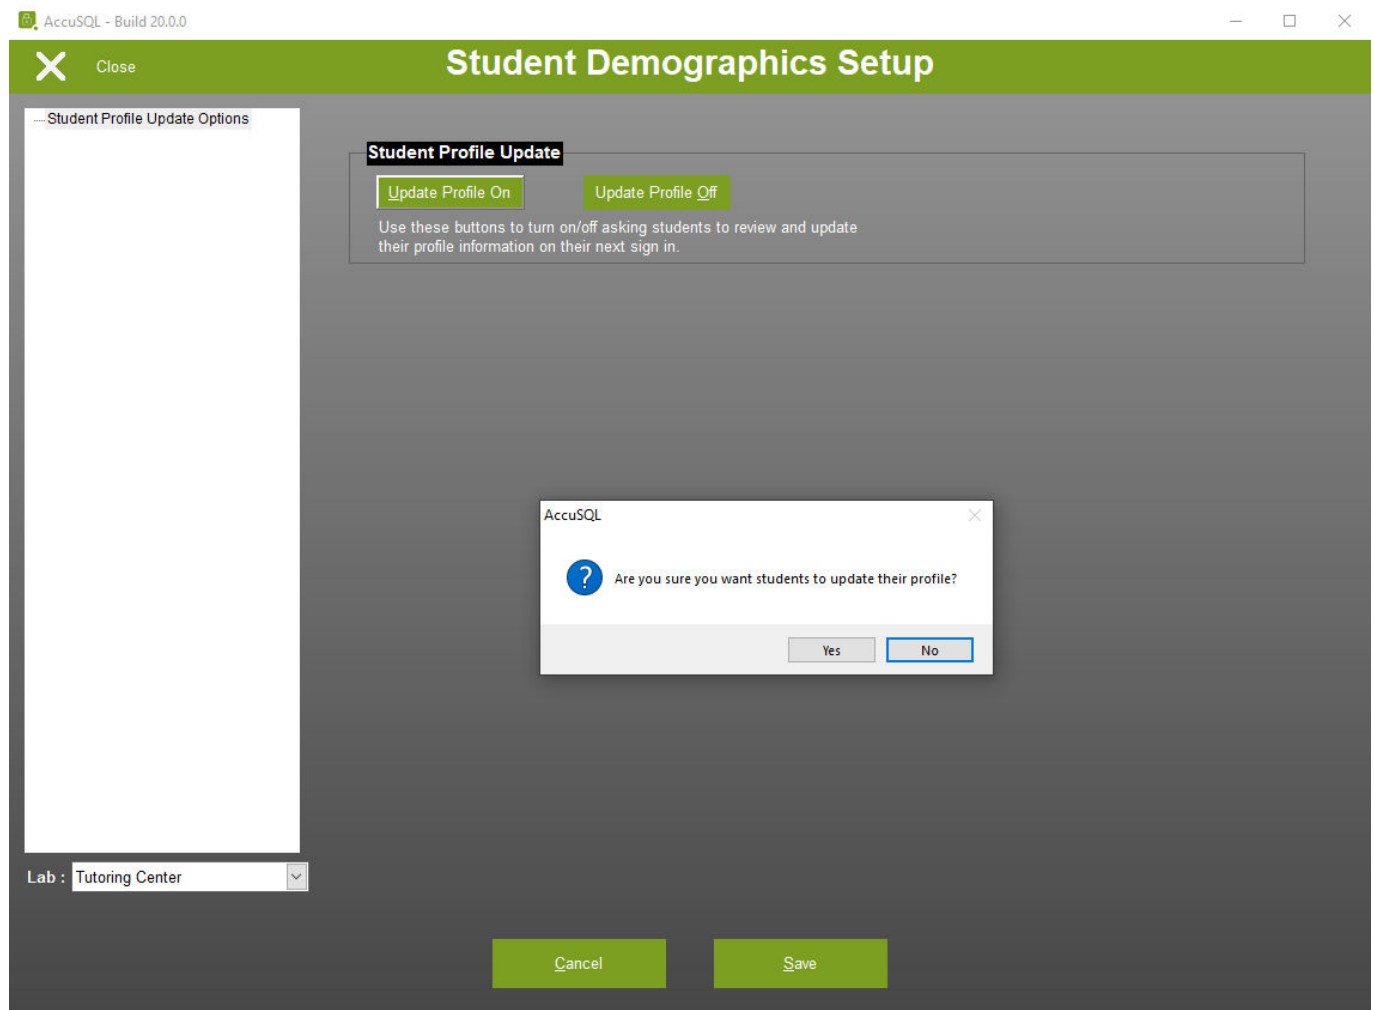 AccuSQL - Build 20.0.0
Close
Student Demographics Setup
Student Profile Update Options
Student Profile Update
Update Profile On
Update Profile Off
Use these buttons to turn on/off asking students to review and update
their profile information on their next sign in.
AccuSQL
Are you sure you want students to update their profile?
Yes
No
Lab :
Tutoring Center
Cancel
Save